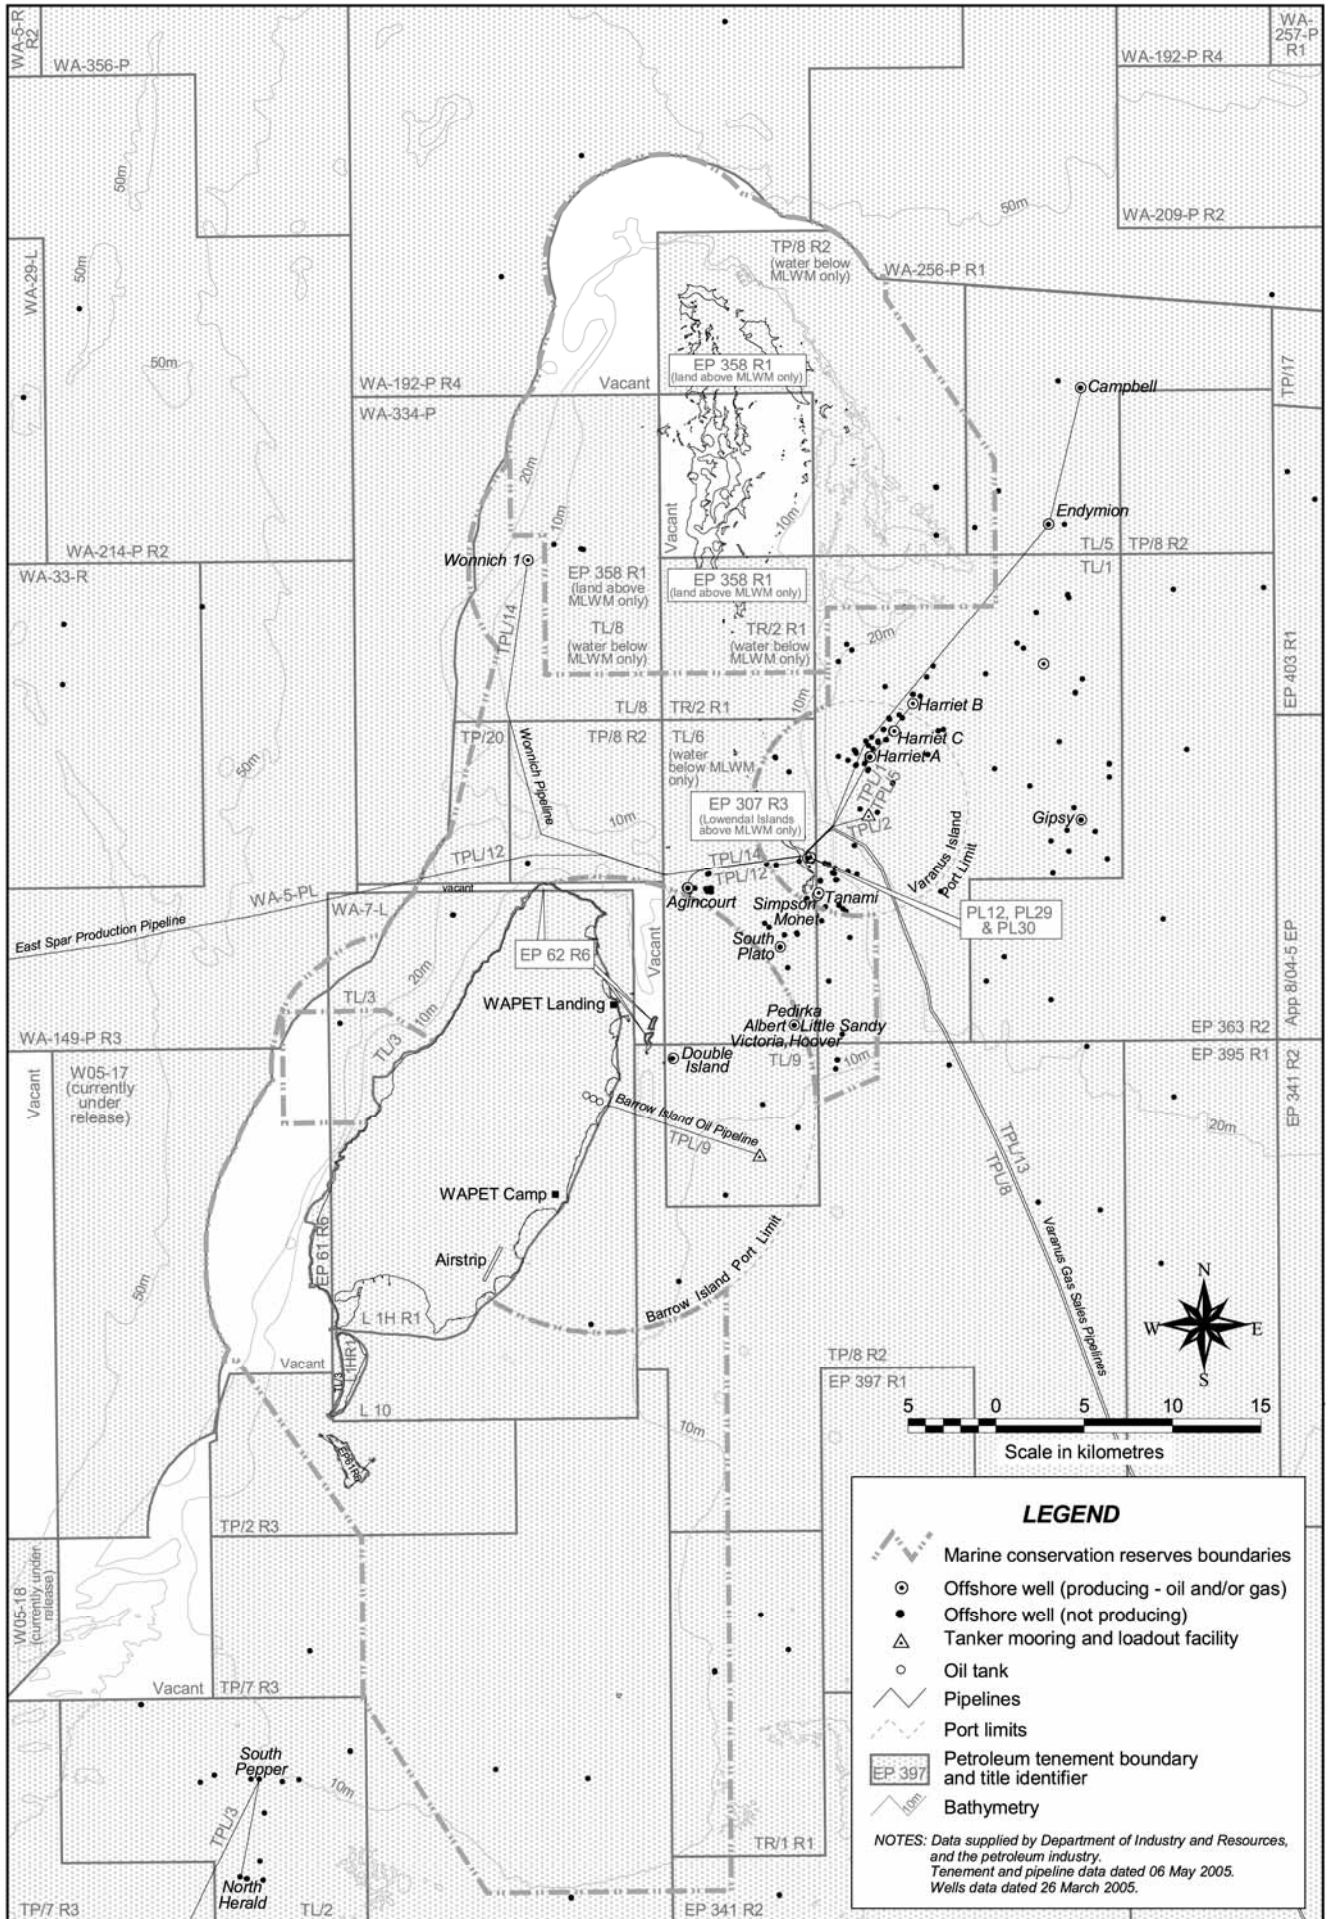 WA-5-R
R2
WA-356-P
WA-192-P R4
WA-
257-P
R1
50m
50m
WA-209-P R2
TP/8 R2
(water below
MLWM only)
WA-256-P R1
WA-29-L
50m
50m
EP 358 R1
(land above MLWM only)
WA-192-P R4
Vacant
WA-334-P
TP/17
Campbell
20m
10m
Vacant
10m
Endymion
WA-214-P R2
TL/5
TP/8 R2
WA-33-R
Wonnich 1
EP 358 R1
(land above
MLWM only)
EP 358 R1
(land above MLWM only)
TL/1
TPL/14
TL/8
(water below
MLWM only)
TR/2 R1
(water below
MLWM only)
20m
EP 403 R1
TL/8
TR/2 R1
10m
Harriet B
TP/20
TP/8 R2
TL/6
(water
below MLWM
only)
Harriet C
Harriet A
50m
Wonnich Pipeline
TPL/1
TPL/5
EP 307 R3
(Lowendal Islands
above MLWM only)
10m
TPL/2
Gipsy
TPL/12
TPL/14
TPL/12
Varanus Island
Port Limit
WA-5-PL
vacant
Agincourt
Tanami
East Spar Production Pipeline
WA-7-L
Simpson
Monet
PL12, PL29
& PL30
South
Plato
EP 62 R6
Vacant
20m
TL/3
10m
WAPET Landing
App 8/04-5 EP
Pedirka
Albert
Little Sandy
Victoria, Hoover
WA-149-P R3
TL/3
EP 363 R2
Double
Island
TL/9
10m
EP 395 R1
Vacant
W05-17
(currently
under
release)
EP 341 R2
Barrow Island Oil Pipeline
TPL/9
20m
TPL/13
TPL/8
WAPET Camp
EP 61 R6
Airstrip
Barrow Island Port Limit
Varanus Gas Sales Pipelines
50m
N
W
E
S
L 1H R1
Vacant
L1HR1
TL/3
TP/8 R2
EP 397 R1
L 10
10m
5
0
5
10
15
Scale in kilometres
EP61R6
TP/2 R3
W05-18
(currently under
release)
Vacant
TP/7 R3
South
Pepper
10m
TPL/3
North
Herald
TR/1 R1
TP/7 R3
TL/2
EP 341 R2
LEGEND
Marine conservation reserves boundaries
Offshore well (producing - oil and/or gas)
Offshore well (not producing)
Tanker mooring and loadout facility
Oil tank
Pipelines
Port limits
EP 397
Petroleum tenement boundary
and title identifier
10m
Bathymetry
NOTES: Data supplied by Department of Industry and Resources,
and the petroleum industry.
Tenement and pipeline data dated 06 May 2005.
Wells data dated 26 March 2005.